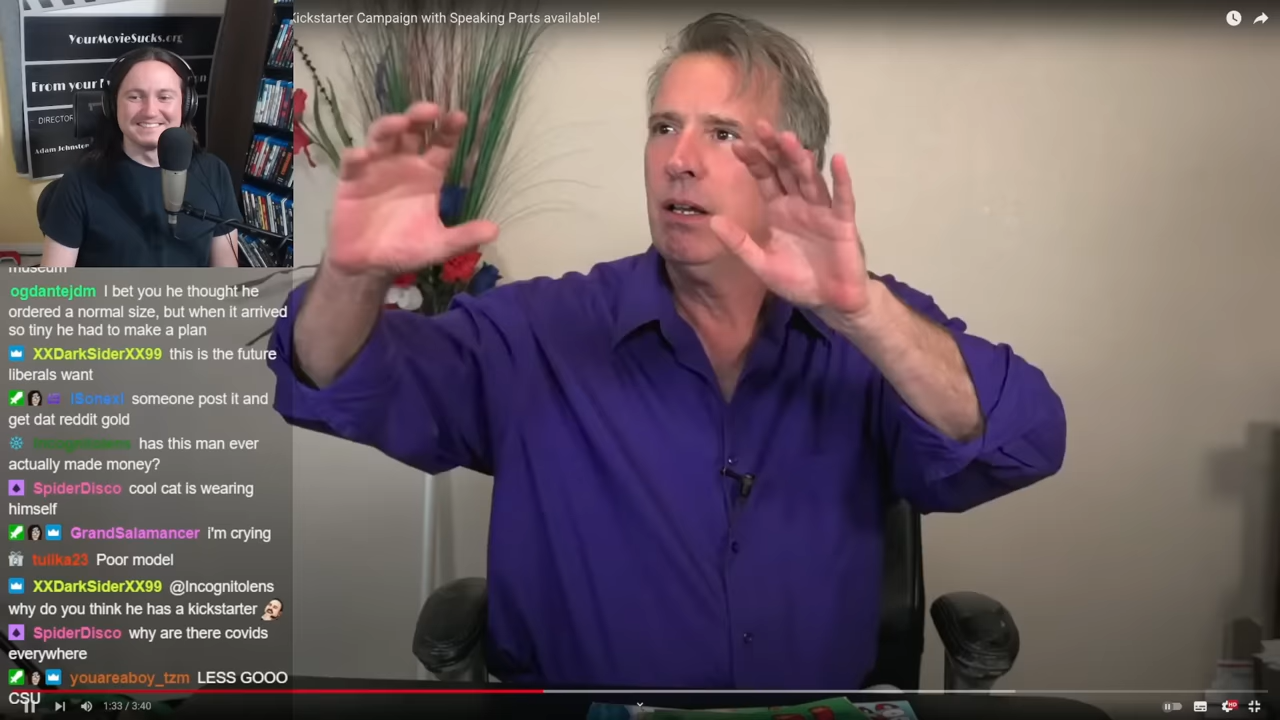 Kickstarter Campaign with Speaking Parts available!
YourMovieSucks.org
From your
DIRECTOR
Adam Johnston
museum
ogdantejdm I bet you he thought he
ordered a normal size, but when it arrived
so tiny he had to make a plan
XXDarkSiderXX99 this is the future
liberals want
someone post it and
get dat reddit gold
Incognitolens has this man ever
actually made money?
SpiderDisco cool cat is wearing
himself
GrandSalamancer i'm crying
tulika23 Poor model
XXDarkSiderXX99 @Incognitolens
why do you think he has a kickstarter
SpiderDisco why are there covids
everywhere
youareaboy_tzm LESS GOOO
CSU
1:33 / 3:40
HD